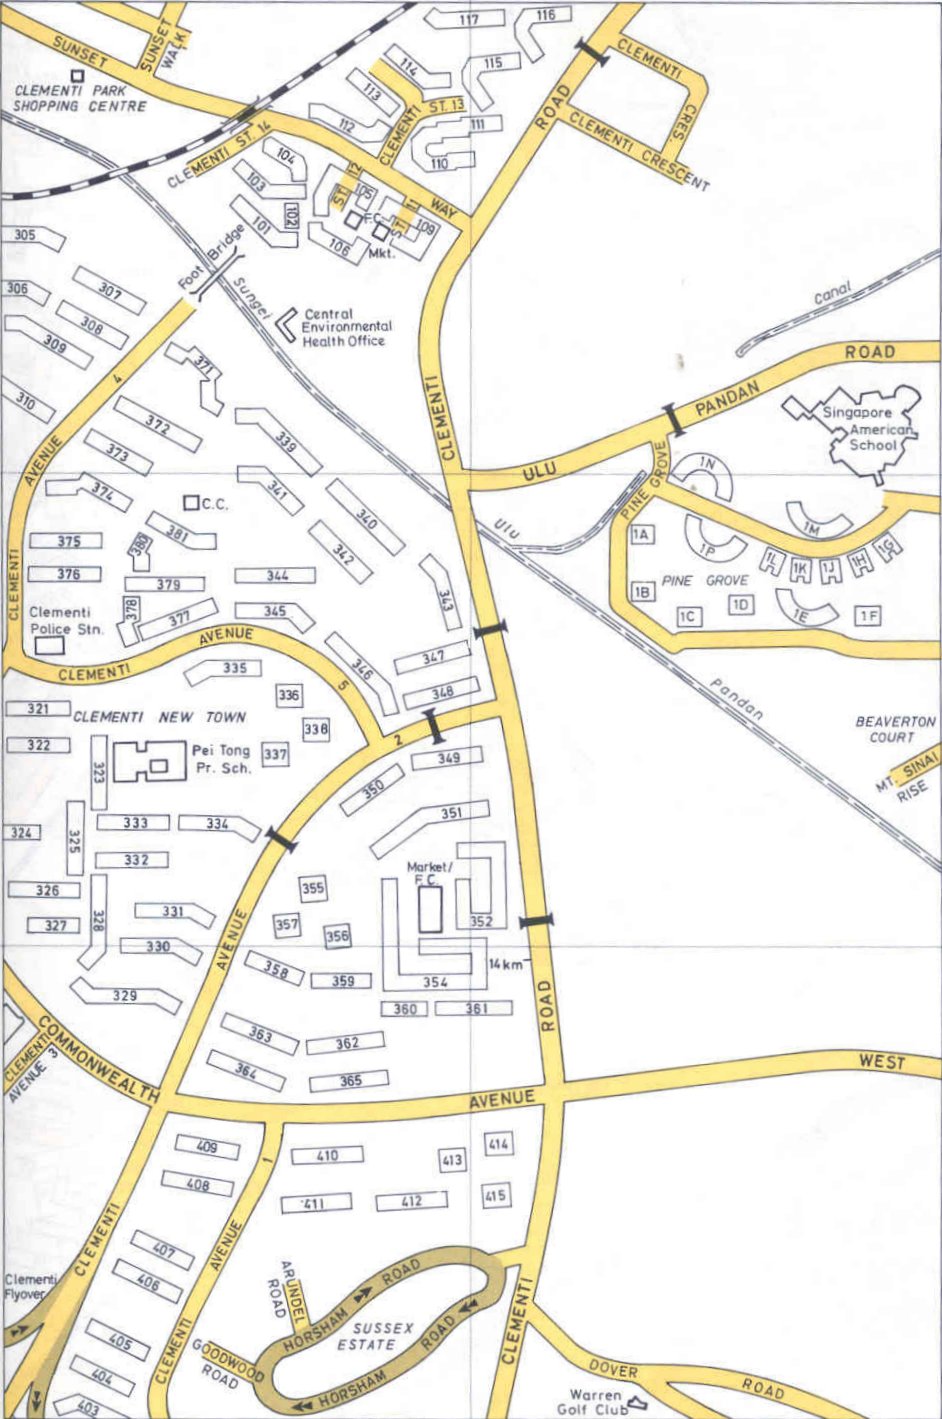 117
116
SUNSET
WALK
SUNSET
CLEMENTI
CLEMENTI PARK
SHOPPING CENTRE
114
115
113
ST. 13
ROAD
CRES.
112
CLEMENTI
111
CLEMENTI CRESCENT
CLEMENTI ST. 14
104
110
103
ST. 12
105
102
WAY
101
F.C.
ST. 11
109
106
Mkt.
305
Foot Bridge
306
307
Sungei
Canal
308
Central
Environmental
Health Office
309
371
ROAD
4
310
PANDAN
372
CLEMENTI
Singapore
American
School
339
373
AVENUE
ULU
1N
374
341
PINE GROVE
C.C.
340
381
Ulu
1M
375
380
342
1A
1P
1L
1K
1J
1H
1G
376
379
344
343
PINE GROVE
CLEMENTI
378
1B
1D
Clementi
Police Stn.
377
345
1C
1E
1F
AVENUE
347
CLEMENTI
335
346
5
348
336
Pandan
321
CLEMENTI NEW TOWN
338
BEAVERTON
COURT
322
Pei Tong
Pr. Sch.
337
2
349
323
MT. SINAI
RISE
350
333
334
351
324
325
332
Market/
F.C.
326
355
331
357
352
327
328
356
AVENUE
330
358
14 km
359
354
329
360
361
ROAD
COMMONWEALTH
363
362
CLEMENTI
AVENUE 3
364
365
WEST
AVENUE
409
410
413
414
1
408
411
412
415
CLEMENTI
AVENUE
407
Clementi
Flyover
406
ARUNDEL
ROAD
ROAD
HORSHAM
SUSSEX
ESTATE
ROAD
405
CLEMENTI
GOODWOOD
ROAD
CLEMENTI
404
HORSHAM
DOVER
ROAD
403
Warren
Golf Club